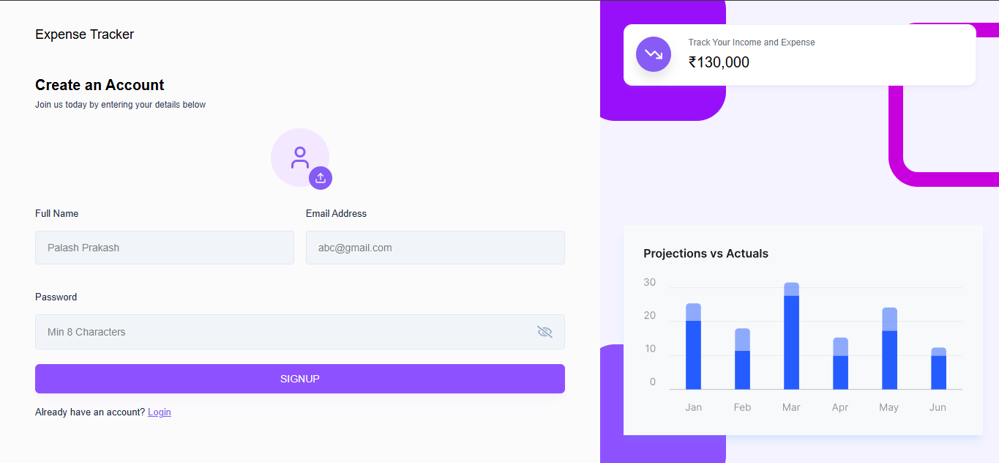 Expense Tracker
Create an Account
Join us today by entering your details below
Full Name
Email Address
Palash Prakash
abc@gmail.com
Password
Min 8 Characters
SIGNUP
Already have an account? Login
Track Your Income and Expense
₹130,000
Projections vs Actuals
30
20
10
0
Jan Feb Mar Apr May Jun